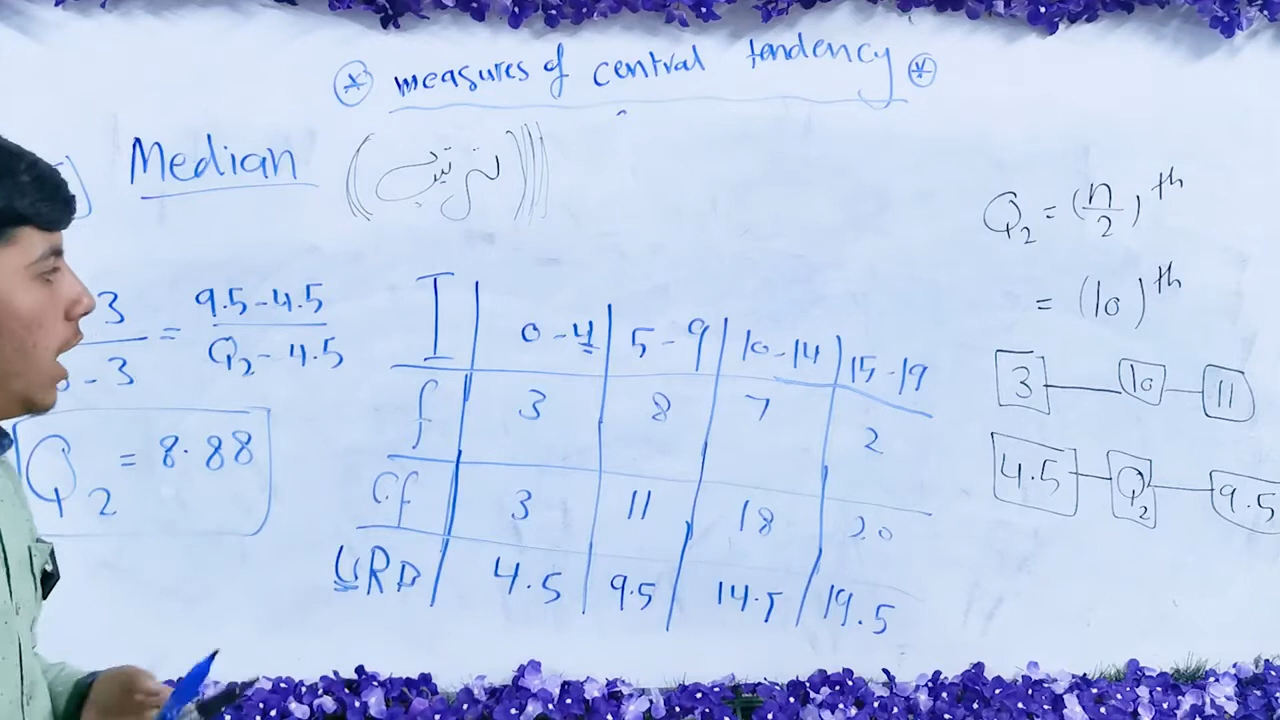 * measures of central tendency *
Median (ترتيب)
3 = 9.5-4.5
- 3 Q2 - 4.5
Q2 = 8.88
I 0-4 5-9 10-14 15-19
f 3 8 7 2
Cf 3 11 18 20
URB 4.5 9.5 14.5 19.5
Q2 = (n/2)th
= (10)th
3 10 11
4.5 Q2 9.5